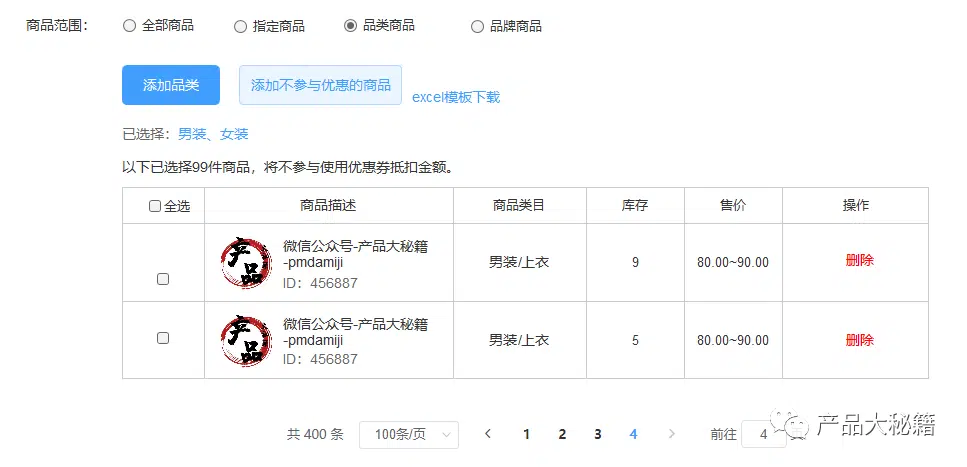 商品范围： 全部商品 指定商品 品类商品 品牌商品
添加品类 添加不参与优惠的商品 excel模板下载
已选择：男装、女装
以下已选择99件商品，将不参与使用优惠券抵扣金额。
全选 商品描述 商品类目 库存 售价 操作
产品
微信公众号-产品大秘籍
-pmdamiji
ID：456887
男装/上衣 9 80.00~90.00 删除
产品
微信公众号-产品大秘籍
-pmdamiji
ID：456887
男装/上衣 5 80.00~90.00 删除
共 400 条 100条/页 1 2 3 4 前往 4
产品大秘籍